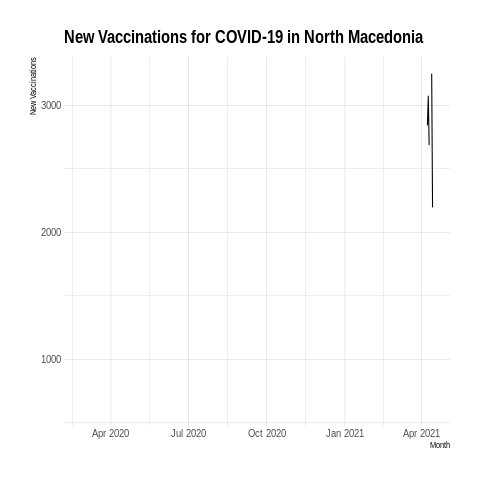 New Vaccinations for COVID-19 in North Macedonia
New Vaccinations
3000
2000
1000
Apr 2020
Jul 2020
Oct 2020
Jan 2021
Apr 2021
Month